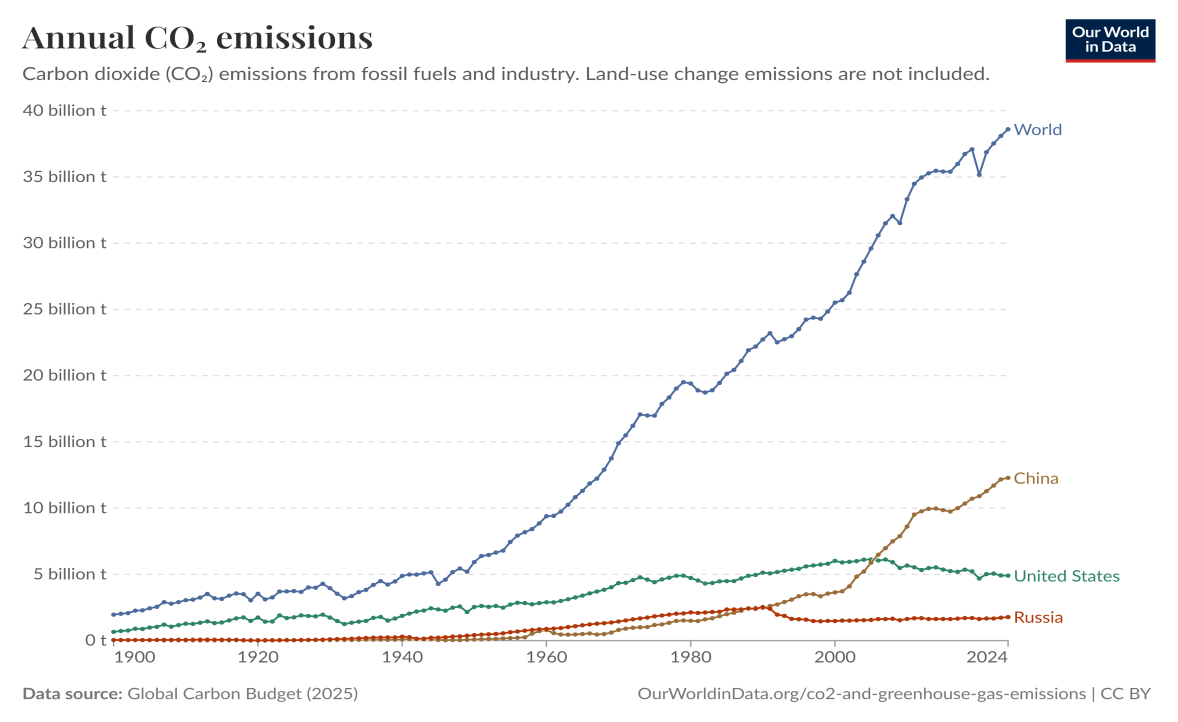 Annual CO₂ emissions
Our World
in Data
Carbon dioxide (CO₂) emissions from fossil fuels and industry. Land-use change emissions are not included.
40 billion t
World
35 billion t
30 billion t
25 billion t
20 billion t
15 billion t
China
10 billion t
5 billion t
United States
Russia
0 t
1900 1920 1940 1960 1980 2000 2024
Data source: Global Carbon Budget (2025)
OurWorldinData.org/co2-and-greenhouse-gas-emissions | CC BY